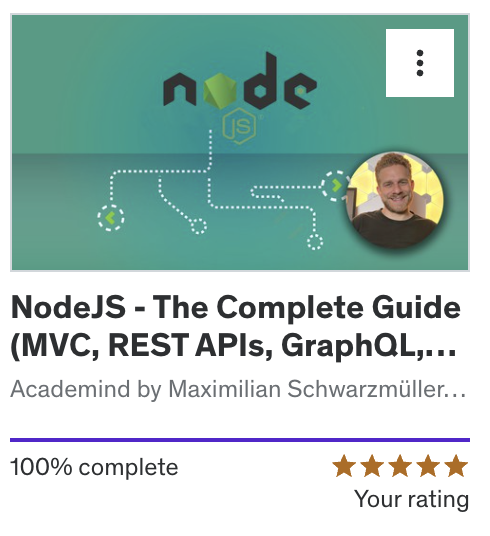 node
JS
NodeJS - The Complete Guide
(MVC, REST APIs, GraphQL,...
Academind by Maximilian Schwarzmüller...
100% complete
Your rating